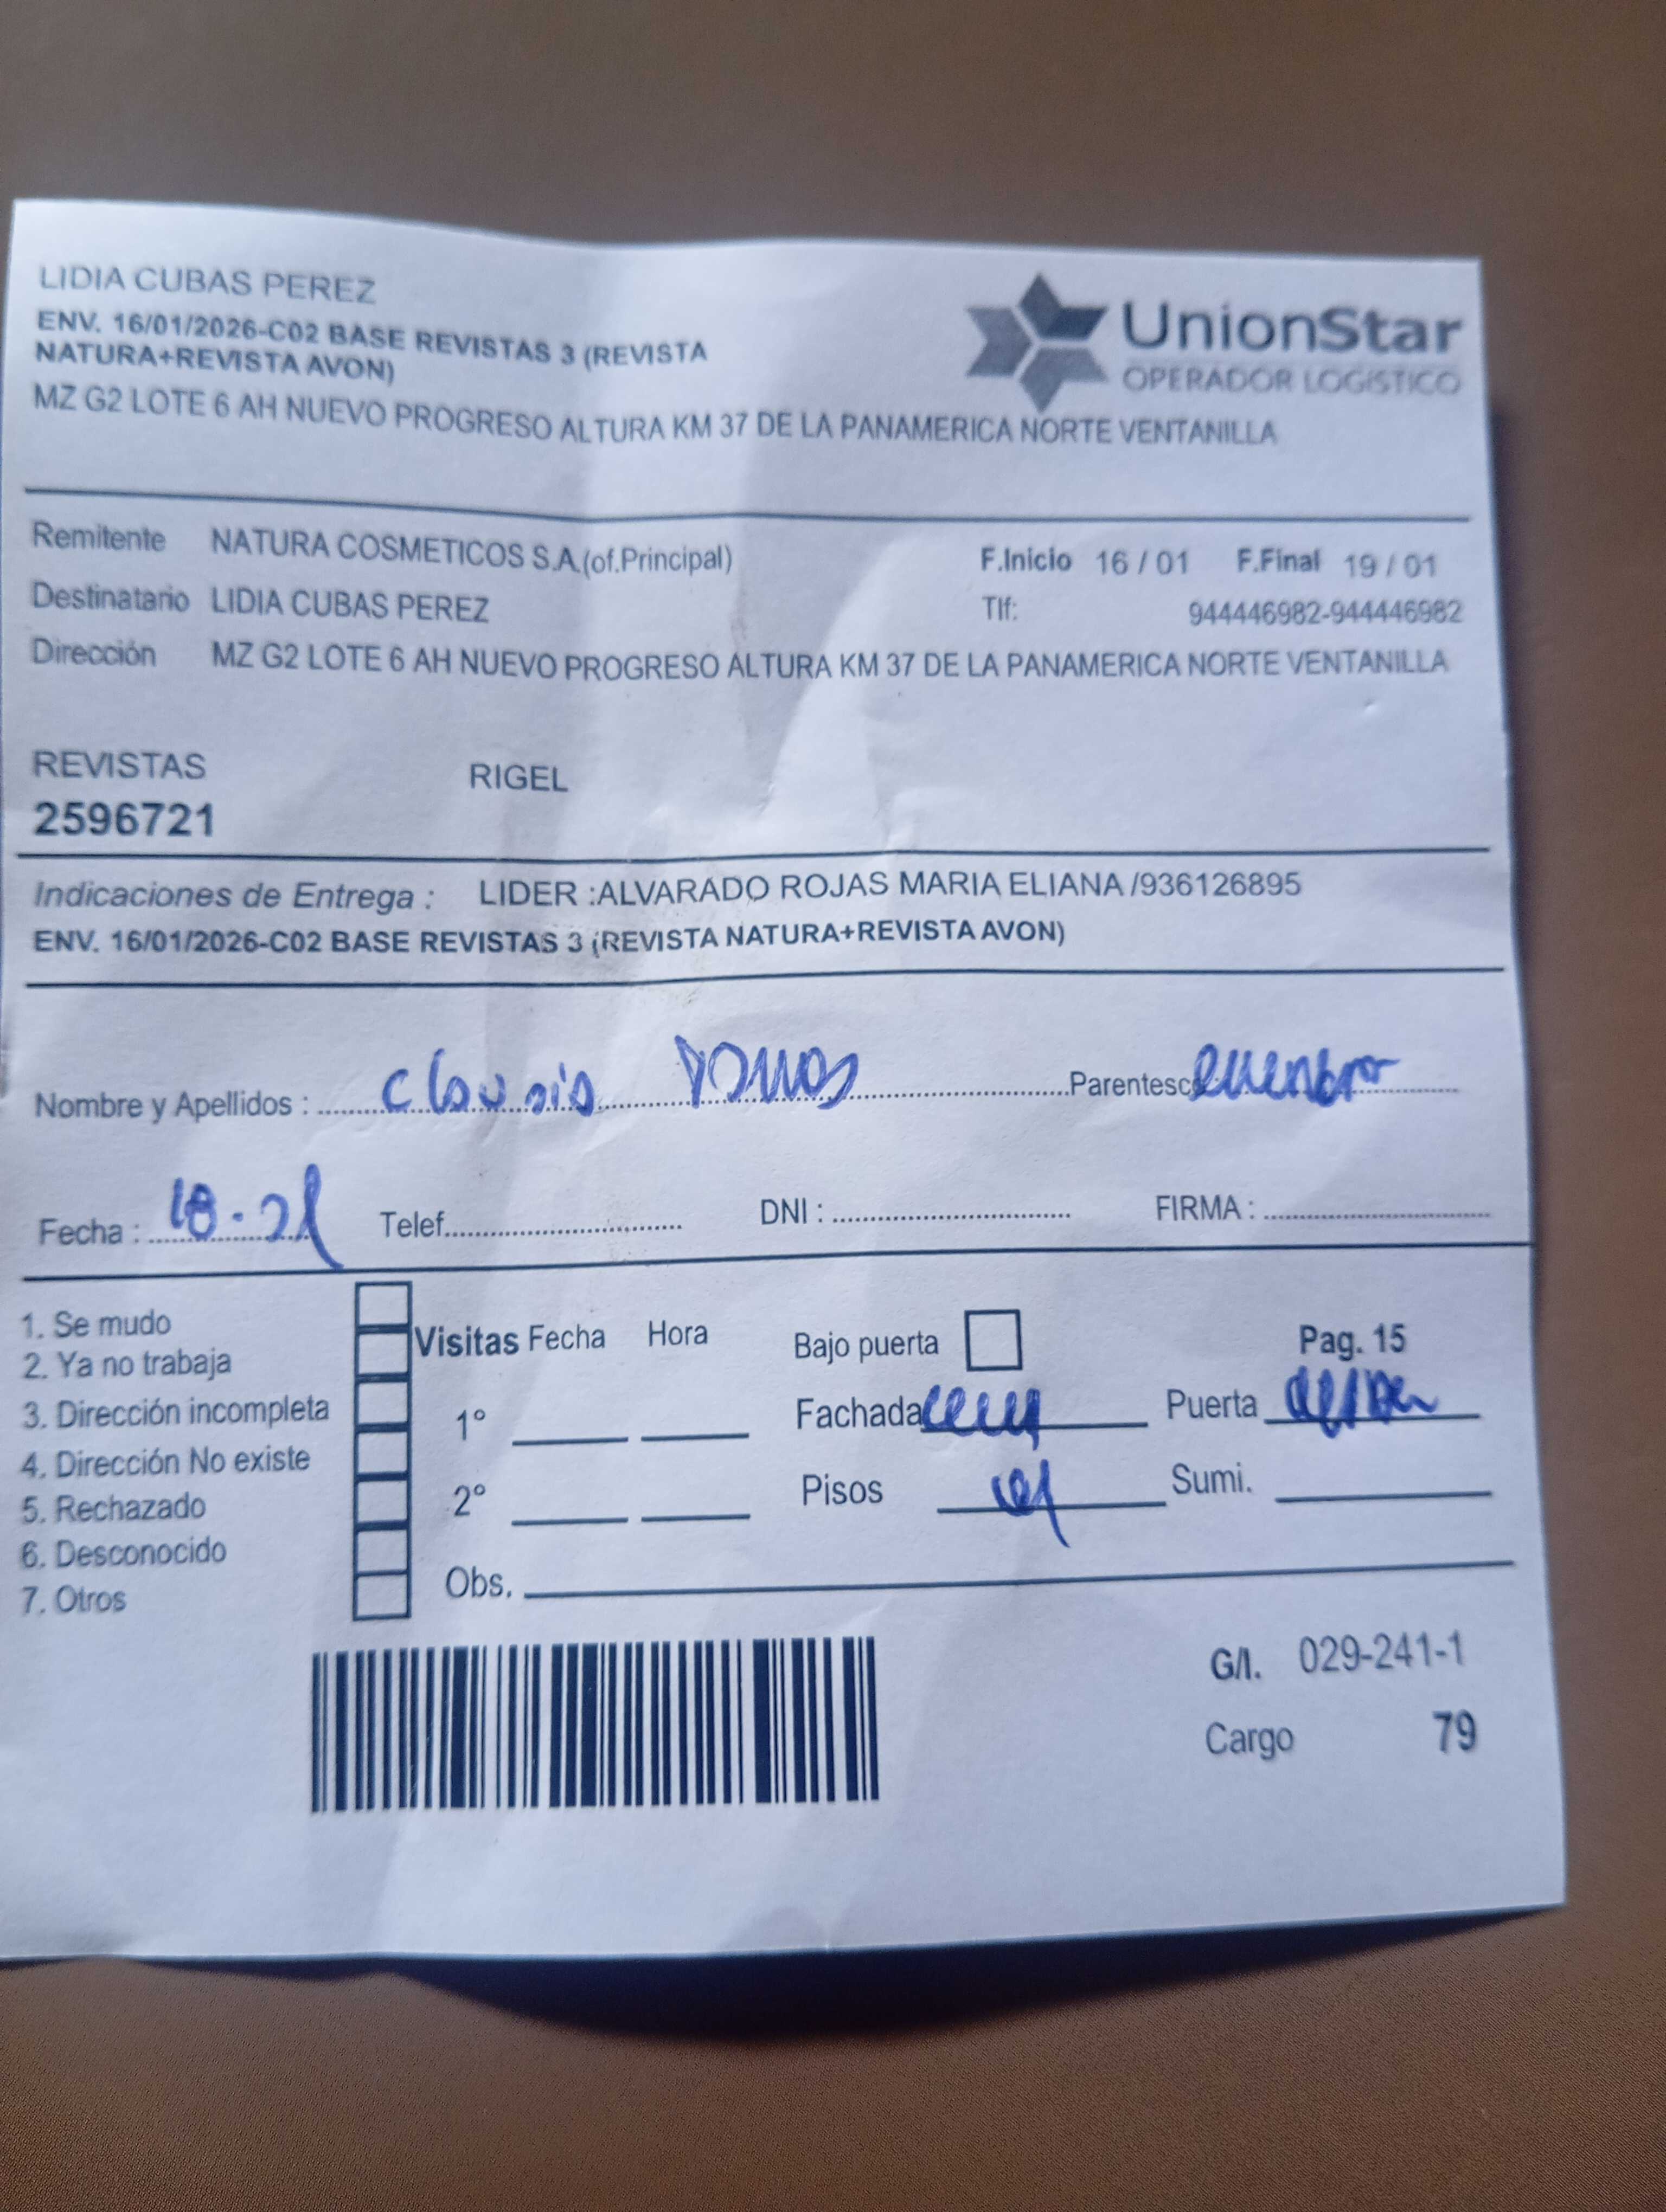 LIDIA CUBAS PEREZ
ENV. 16/01/2026-C02 BASE REVISTAS 3 (REVISTA
NATURA+REVISTA AVON)
MZ G2 LOTE 6 AH NUEVO PROGRESO ALTURA KM 37 DE LA PANAMERICA NORTE VENTANILLA
UnionStar
OPERADOR LOGÍSTICO
Remitente NATURA COSMETICOS S.A.(of.Principal) F.Inicio 16 / 01 F.Final 19 / 01
Destinatario LIDIA CUBAS PEREZ Tlf: 944446982-944446982
Dirección MZ G2 LOTE 6 AH NUEVO PROGRESO ALTURA KM 37 DE LA PANAMERICA NORTE VENTANILLA
REVISTAS RIGEL
2596721
Indicaciones de Entrega : LIDER :ALVARADO ROJAS MARIA ELIANA /936126895
ENV. 16/01/2026-C02 BASE REVISTAS 3 (REVISTA NATURA+REVISTA AVON)
Nombre y Apellidos : Parentesco
Fecha : Telef. DNI : FIRMA :
1. Se mudo
2. Ya no trabaja
3. Dirección incompleta
4. Dirección No existe
5. Rechazado
6. Desconocido
7. Otros
Visitas Fecha Hora
1°
2°
Obs.
Bajo puerta Pag. 15
Fachada Puerta
Pisos Sumi.
G/I. 029-241-1
Cargo 79